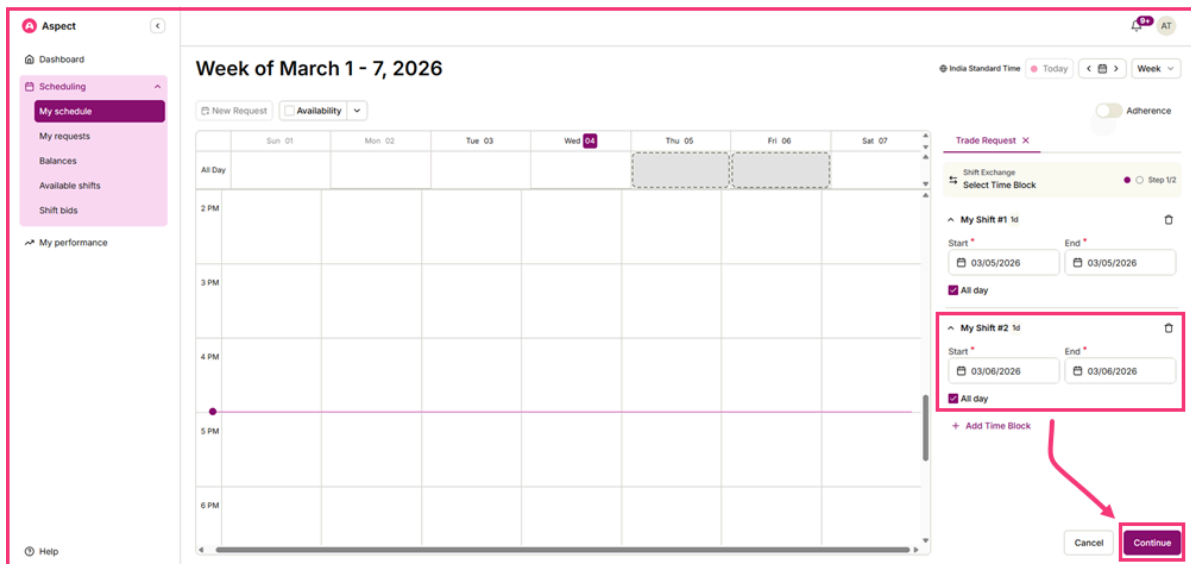 Aspect
9+
AT
Dashboard
Scheduling
My schedule
My requests
Balances
Available shifts
Shift bids
My performance
Help
Week of March 1 - 7, 2026
India Standard Time
Today
Week
New Request
Availability
Adherence
Sun 01 Mon 02 Tue 03 Wed 04 Thu 05 Fri 06 Sat 07
All Day
2 PM
3 PM
4 PM
5 PM
6 PM
Trade Request
Shift Exchange
Select Time Block
Step 1/2
My Shift #1 1d
Start * End *
03/05/2026 03/05/2026
All day
My Shift #2 1d
Start * End *
03/06/2026 03/06/2026
All day
+ Add Time Block
Cancel Continue